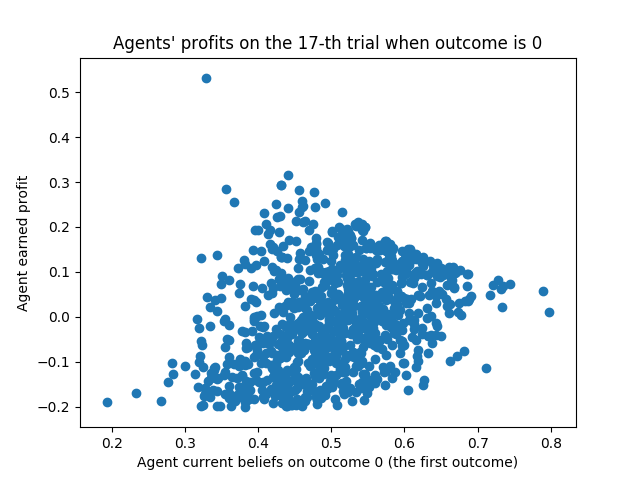 Agents' profits on the 17-th trial when outcome is 0
Agent earned profit
0.5
0.4
0.3
0.2
0.1
0.0
−0.1
−0.2
0.2 0.3 0.4 0.5 0.6 0.7 0.8
Agent current beliefs on outcome 0 (the first outcome)